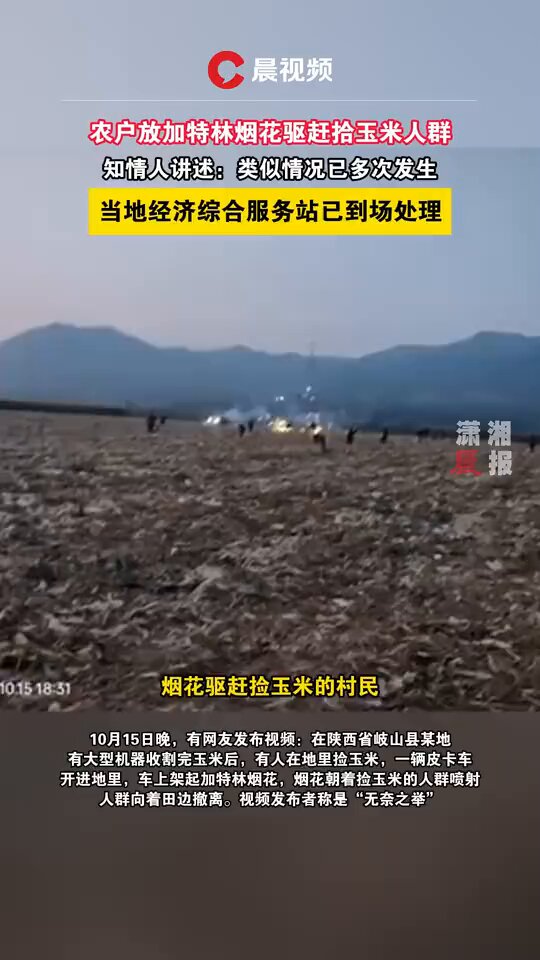 晨视频
农户放加特林烟花驱赶拾玉米人群
知情人讲述：类似情况已多次发生
当地经济综合服务站已到场处理
潇湘
晨报
1015 18:31
烟花驱赶捡玉米的村民
10月15日晚，有网友发布视频：在陕西省岐山县某地
有大型机器收割完玉米后，有人在地里捡玉米，一辆皮卡车
开进地里，车上架起加特林烟花，烟花朝着捡玉米的人群喷射
人群向着田边撤离。视频发布者称是“无奈之举”